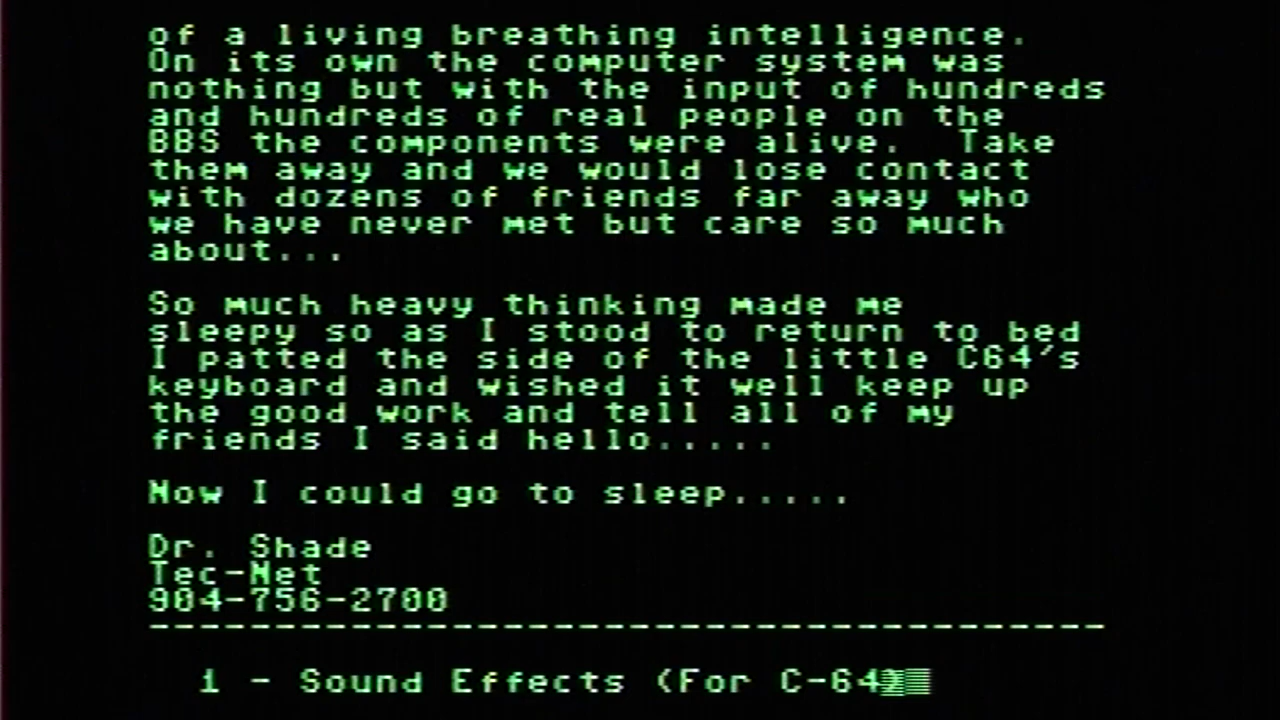 of a living breathing intelligence.
On its own the computer system was
nothing but with the input of hundreds
and hundreds of real people on the
BBS the components were alive.  Take
them away and we would lose contact
with dozens of friends far away who
we have never met but care so much
about...
So much heavy thinking made me
sleepy so as I stood to return to bed
I patted the side of the little C64's
keyboard and wished it well keep up
the good work and tell all of my
friends I said hello.....
Now I could go to sleep.....
Dr. Shade
Tec-Net
904-756-2700
--------------------------------------
i - Sound Effects (For C-64)